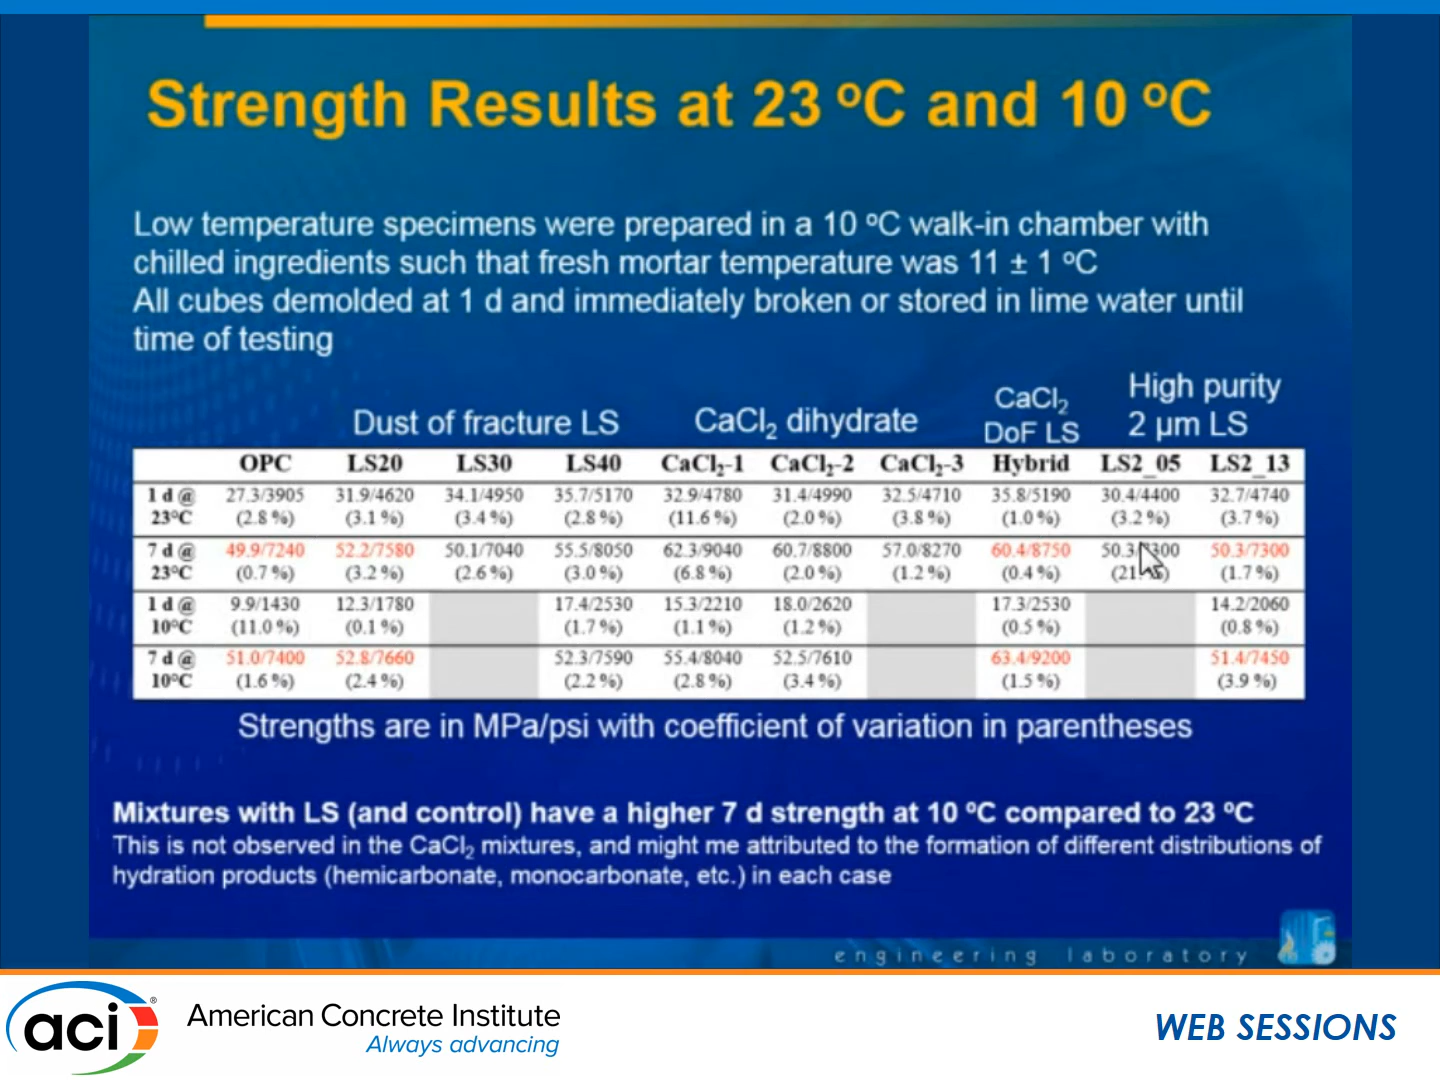 Strength Results at 23 ºC and 10 ºC
Low temperature specimens were prepared in a 10 ºC walk-in chamber with
chilled ingredients such that fresh mortar temperature was 11 ± 1 ºC
All cubes demolded at 1 d and immediately broken or stored in lime water until
time of testing
Dust of fracture LS
CaCl₂ dihydrate
CaCl₂
DoF LS
High purity
2 µm LS
OPC LS20 LS30 LS40 CaCl₂-1 CaCl₂-2 CaCl₂-3 Hybrid LS2_05 LS2_13
1 d @ 27.3/3905 31.9/4620 34.1/4950 35.7/5170 32.9/4780 31.4/4990 32.5/4710 35.8/5190 30.4/4400 32.7/4740
23ºC (2.8 %) (3.1 %) (3.4 %) (2.8 %) (11.6 %) (2.0 %) (3.8 %) (1.0 %) (3.2 %) (3.7 %)
7 d @ 49.9/7240 52.2/7580 50.1/7040 55.5/8050 62.3/9040 60.7/8800 57.0/8270 60.4/8750 50.3/7300 50.3/7300
23ºC (0.7 %) (3.2 %) (2.6 %) (3.0 %) (6.8 %) (2.0 %) (1.2 %) (0.4 %) (1.7 %)
1 d @ 9.9/1430 12.3/1780 17.4/2530 15.3/2210 18.0/2620 17.3/2530 14.2/2060
10ºC (11.0 %) (0.1 %) (1.7 %) (1.1 %) (1.2 %) (0.5 %) (0.8 %)
7 d @ 51.0/7400 52.8/7660 52.3/7590 55.4/8040 52.5/7610 63.4/9200 51.4/7450
10ºC (1.6 %) (2.4 %) (2.2 %) (2.8 %) (3.4 %) (1.5 %) (3.9 %)
Strengths are in MPa/psi with coefficient of variation in parentheses
Mixtures with LS (and control) have a higher 7 d strength at 10 ºC compared to 23 ºC
This is not observed in the CaCl₂ mixtures, and might me attributed to the formation of different distributions of
hydration products (hemicarbonate, monocarbonate, etc.) in each case
engineering laboratory
aci®
American Concrete Institute
Always advancing
WEB SESSIONS